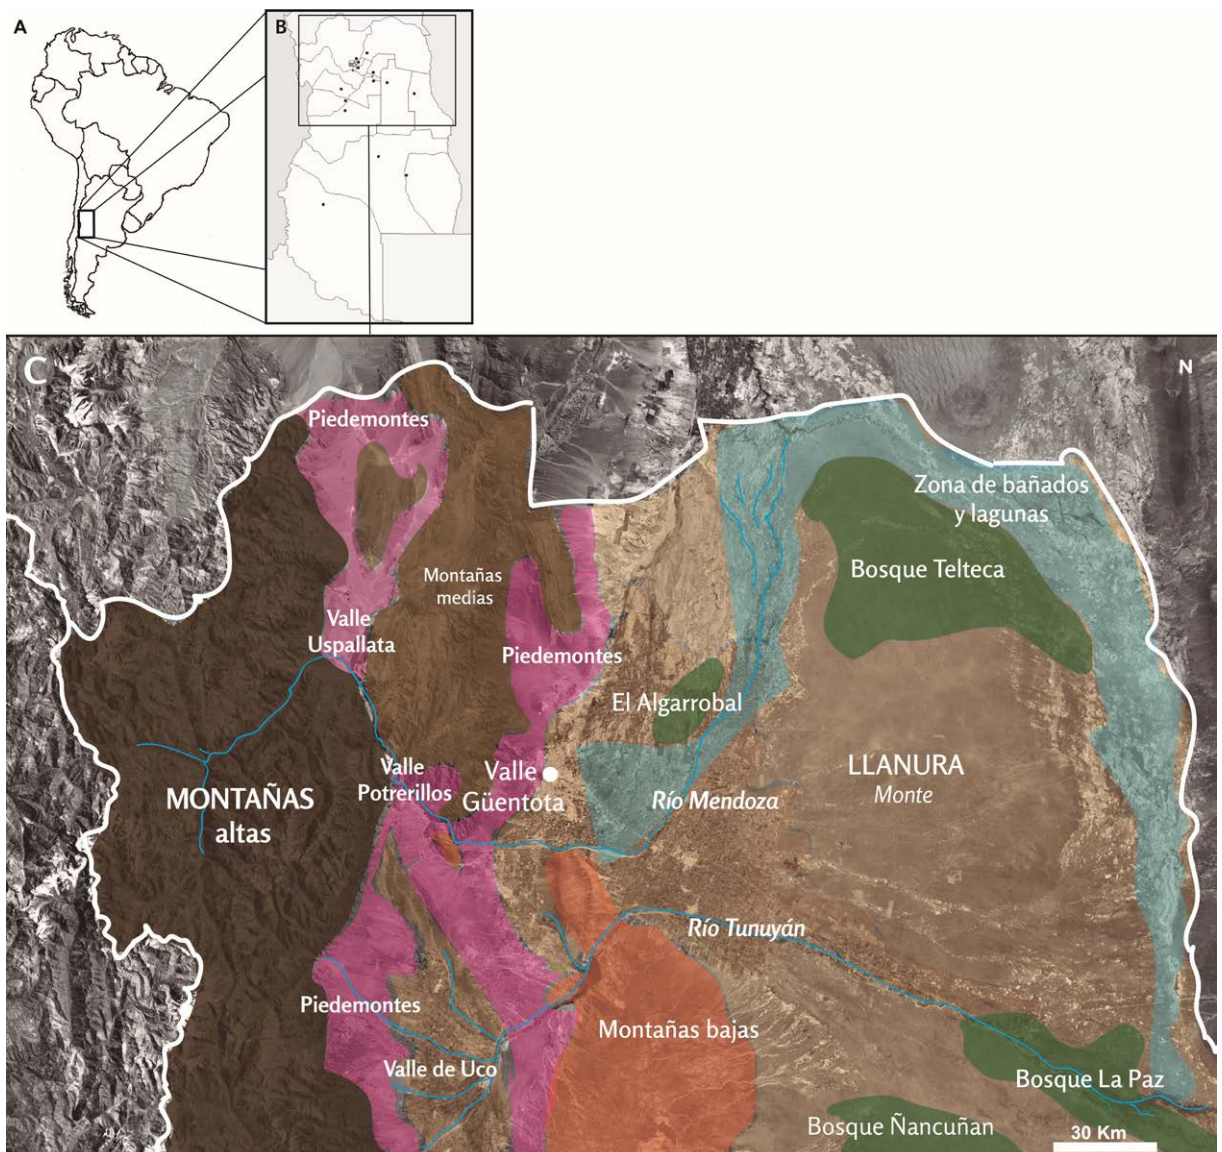 A
B
C
N
Piedemontes
Zona de bañados
y lagunas
Bosque Telteca
Montañas
medias
Valle
Uspallata
Piedemontes
El Algarrobal
Valle
Potrerillos
Valle
Güentota
LLANURA
Monte
MONTAÑAS
altas
Río Mendoza
Río Tunuyán
Piedemontes
Montañas bajas
Valle de Uco
Bosque La Paz
Bosque Ñancuñan
30 Km